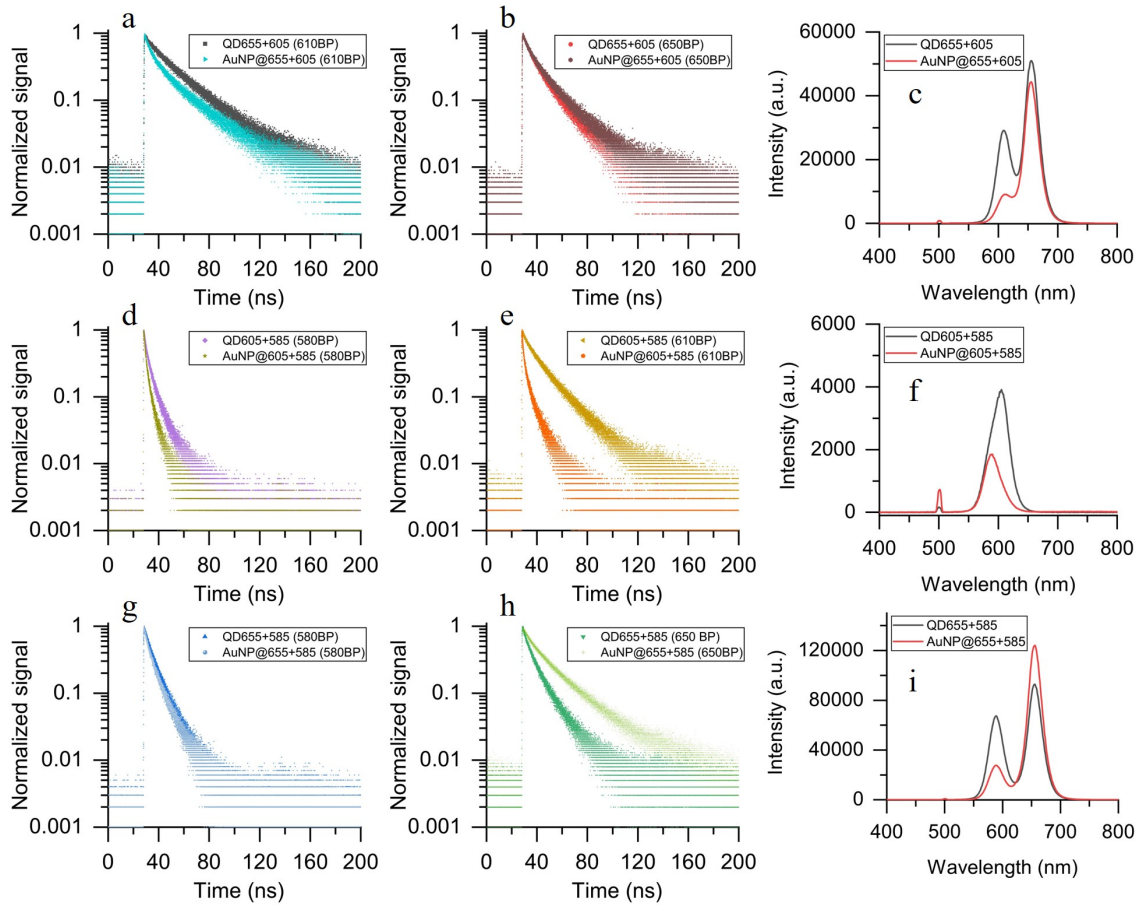 a
QD655+605 (610BP)
AuNP@655+605 (610BP)
Normalized signal
1
0.1
0.01
0.001
0 40 80 120 160 200
Time (ns)
b
QD655+605 (650BP)
AuNP@655+605 (650BP)
Normalized signal
1
0.1
0.01
0.001
0 40 80 120 160 200
Time (ns)
c
QD655+605
AuNP@655+605
Intensity (a.u.)
60000
40000
20000
0
400 500 600 700 800
Wavelength (nm)
d
QD605+585 (580BP)
AuNP@605+585 (580BP)
Normalized signal
1
0.1
0.01
0.001
0 40 80 120 160 200
Time (ns)
e
QD605+585 (610BP)
AuNP@605+585 (610BP)
Normalized signal
1
0.1
0.01
0.001
0 40 80 120 160 200
Time (ns)
f
QD605+585
AuNP@605+585
Intensity (a.u.)
6000
4000
2000
0
400 500 600 700 800
Wavelength (nm)
g
QD655+585 (580BP)
AuNP@655+585 (580BP)
Normalized signal
1
0.1
0.01
0.001
0 40 80 120 160 200
Time (ns)
h
QD655+585 (650 BP)
AuNP@655+585 (650BP)
Normalized signal
1
0.1
0.01
0.001
0 40 80 120 160 200
Time (ns)
i
QD655+585
AuNP@655+585
Intensity (a.u.)
120000
80000
40000
0
400 500 600 700 800
Wavelength (nm)